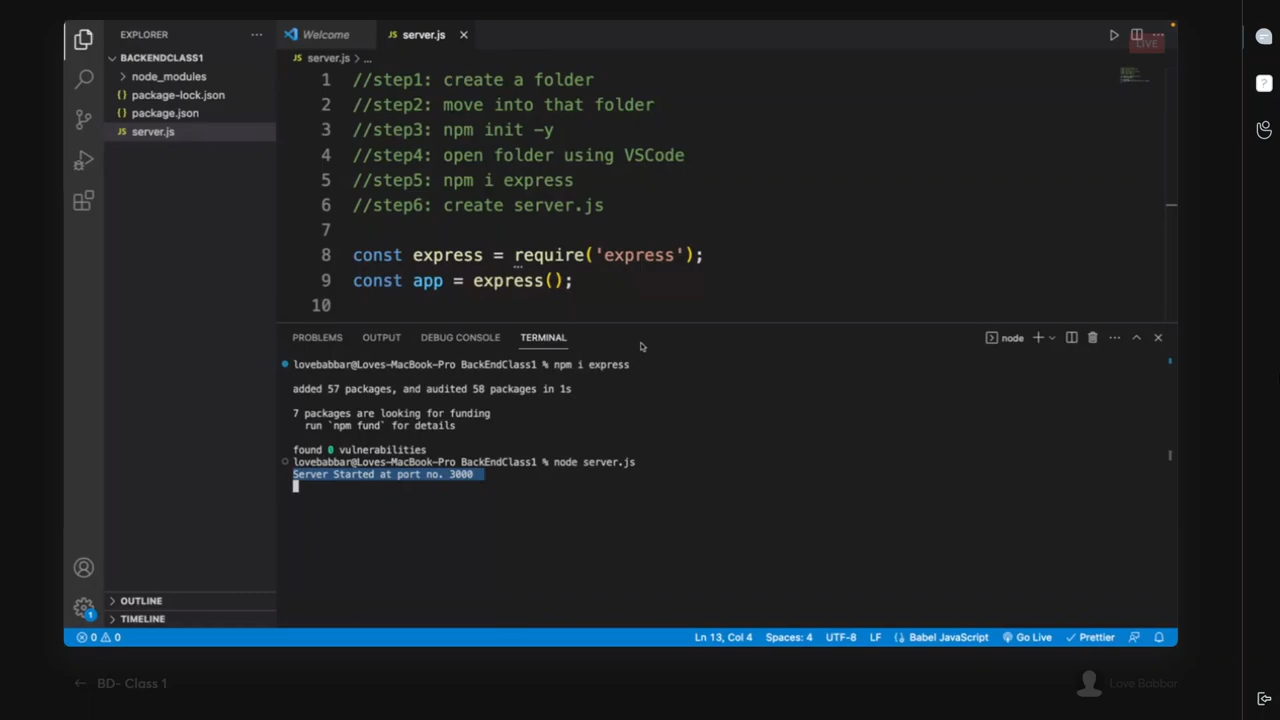 EXPLORER
Welcome
server.js
LIVE
BACKENDCLASS1
node_modules
package-lock.json
package.json
server.js
server.js > ...
1 //step1: create a folder
2 //step2: move into that folder
3 //step3: npm init -y
4 //step4: open folder using VSCode
5 //step5: npm i express
6 //step6: create server.js
7
8 const express = require('express');
9 const app = express();
10
PROBLEMS OUTPUT DEBUG CONSOLE TERMINAL
node
lovebabbar@Loves-MacBook-Pro BackEndClass1 % npm i express
added 57 packages, and audited 58 packages in 1s
7 packages are looking for funding
run `npm fund` for details
found 0 vulnerabilities
lovebabbar@Loves-MacBook-Pro BackEndClass1 % node server.js
Server Started at port no. 3000
OUTLINE
TIMELINE
1
0 0
Ln 13, Col 4 Spaces: 4 UTF-8 LF Babel JavaScript Go Live Prettier
BD- Class 1
Love Babbar